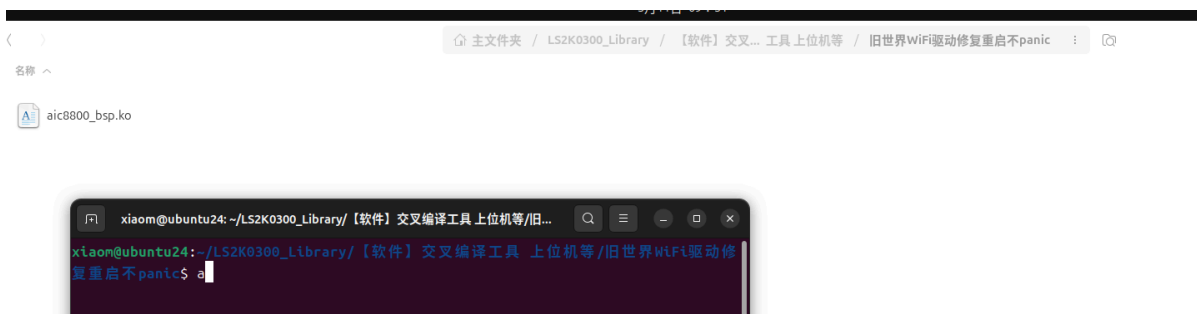 主文件夹 / LS2K0300_Library / 【软件】交叉... 工具 上位机等 / 旧世界WiFi驱动修复重启不panic
名称
aic8800_bsp.ko
xiaom@ubuntu24: ~/LS2K0300_Library/【软件】交叉编译工具 上位机等/旧...
xiaom@ubuntu24:~/LS2K0300_Library/【软件】交叉编译工具 上位机等/旧世界WiFi驱动修
复重启不panic$ a